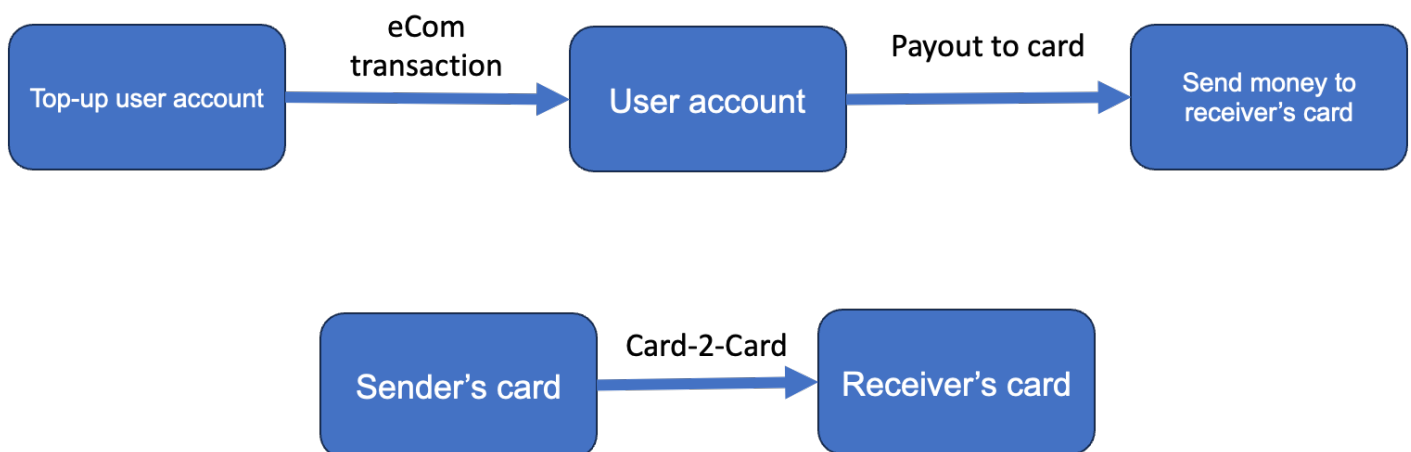 eCom
transaction
Payout to card
Top-up user account
User account
Send money to
receiver’s card
Card-2-Card
Sender’s card
Receiver’s card